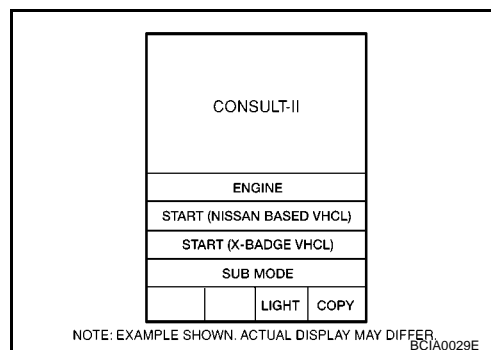 CONSULT-II
ENGINE
START (NISSAN BASED VHCL)
START (X-BADGE VHCL)
SUB MODE
LIGHT COPY
NOTE: EXAMPLE SHOWN. ACTUAL DISPLAY MAY DIFFER.
BCIA0029E